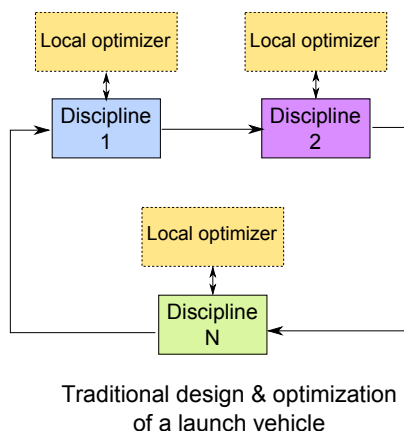 Local optimizer
Local optimizer
Discipline
1
Discipline
2
Local optimizer
Discipline
N
Traditional design & optimization
of a launch vehicle